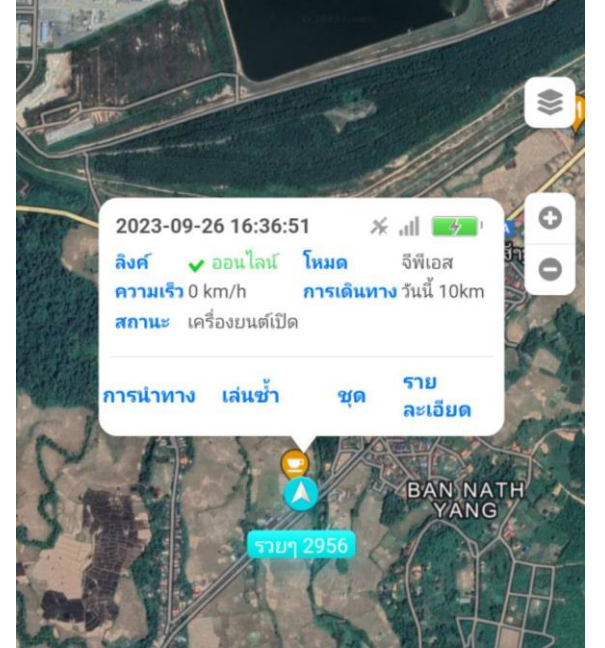 2023-09-26 16:36:51
ลิงค์ ออนไลน์ โหมด จีพีเอส
ความเร็ว 0 km/h การเดินทาง วันนี้ 10km
สถานะ เครื่องยนต์เปิด
การนำทาง เล่นซ้ำ ชุด ราย
ละเอียด
BAN NATH
YANG
รวยๆ 2956